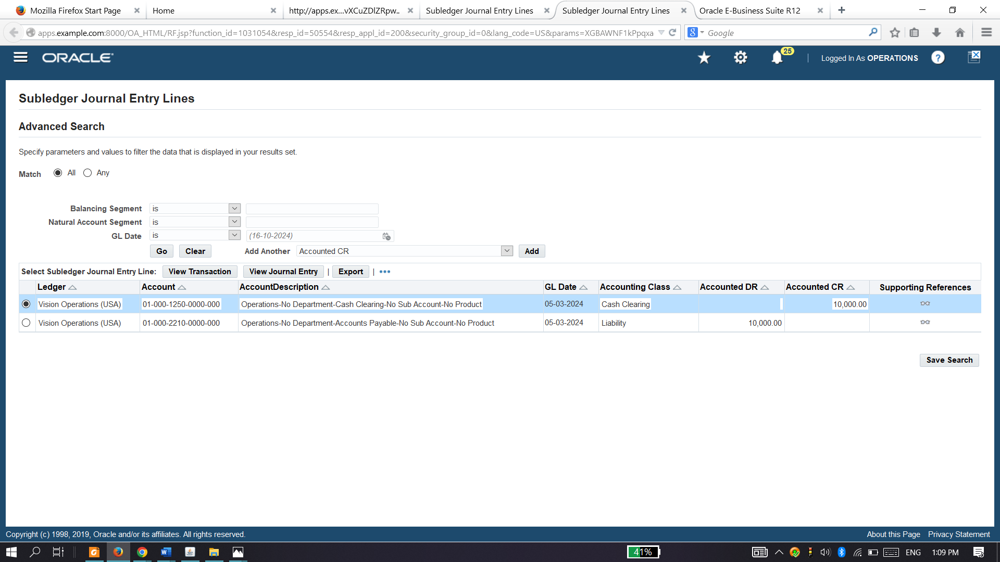 Mozilla Firefox Start Page
Home
http://apps.ex...vXCuZDlZRpw..
Subledger Journal Entry Lines
Subledger Journal Entry Lines
Oracle E-Business Suite R12
apps.example.com:8000/OA_HTML/RF.jsp?function_id=1031054&resp_id=50554&resp_appl_id=200&security_group_id=0&lang_code=US&params=XGBAWNF1kPpqxa
8
Google
ORACLE
25
Logged In As OPERATIONS
?
Subledger Journal Entry Lines
Advanced Search
Specify parameters and values to filter the data that is displayed in your results set.
Match All Any
Balancing Segment is
Natural Account Segment is
GL Date is (16-10-2024)
Go Clear Add Another Accounted CR Add
Select Subledger Journal Entry Line: View Transaction View Journal Entry | Export |
Ledger Account AccountDescription GL Date Accounting Class Accounted DR Accounted CR Supporting References
Vision Operations (USA) 01-000-1250-0000-000 Operations-No Department-Cash Clearing-No Sub Account-No Product 05-03-2024 Cash Clearing 10,000.00
Vision Operations (USA) 01-000-2210-0000-000 Operations-No Department-Accounts Payable-No Sub Account-No Product 05-03-2024 Liability 10,000.00
Save Search
Copyright (c) 1998, 2019, Oracle and/or its affiliates. All rights reserved.
About this Page Privacy Statement
41%
ENG
1:09 PM